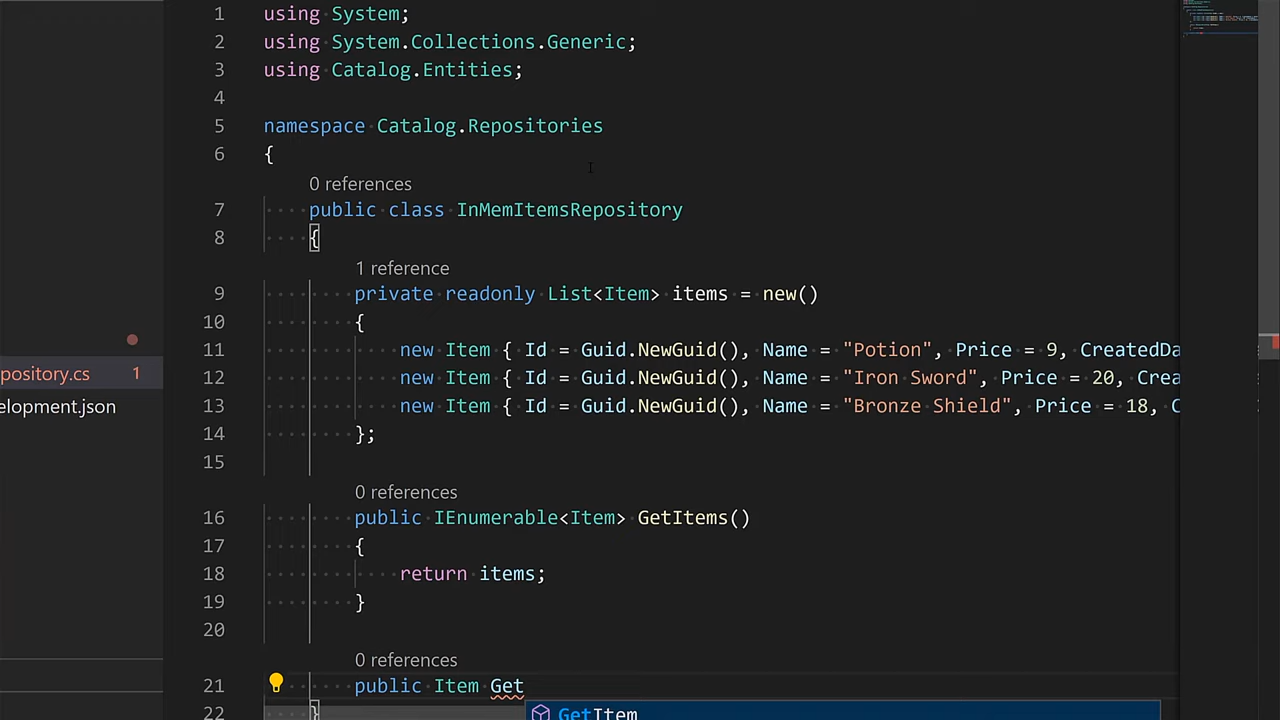 1 using System;
2 using System.Collections.Generic;
3 using Catalog.Entities;
4
5 namespace Catalog.Repositories
6 {
0 references
7 public class InMemItemsRepository
8 {
1 reference
9 private readonly List<Item> items = new()
10 {
11 new Item { Id = Guid.NewGuid(), Name = "Potion", Price = 9, CreatedDa
12 new Item { Id = Guid.NewGuid(), Name = "Iron Sword", Price = 20, Crea
13 new Item { Id = Guid.NewGuid(), Name = "Bronze Shield", Price = 18, C
14 };
15
0 references
16 public IEnumerable<Item> GetItems()
17 {
18 return items;
19 }
20
0 references
21 public Item Get
22 }
GetItem
pository.cs 1
elopment.json